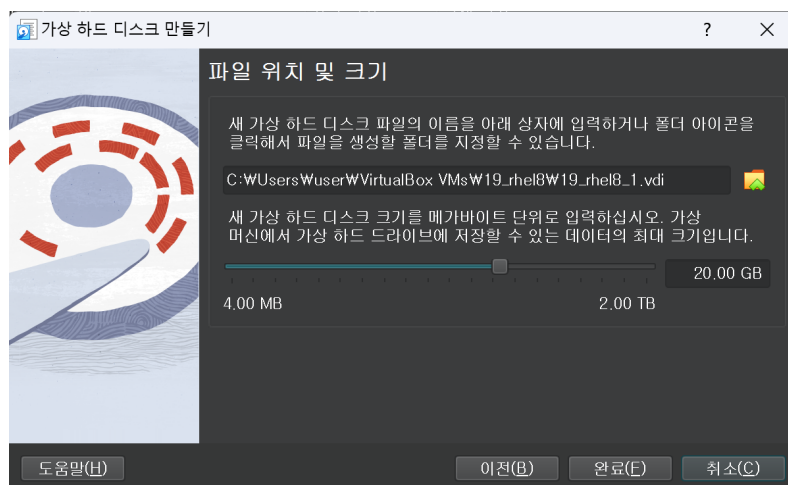 가상 하드 디스크 만들기
?
파일 위치 및 크기
새 가상 하드 디스크 파일의 이름을 아래 상자에 입력하거나 폴더 아이콘을
클릭해서 파일을 생성할 폴더를 지정할 수 있습니다.
C:₩Users₩user₩VirtualBox VMs₩19_rhel8₩19_rhel8_1.vdi
새 가상 하드 디스크 크기를 메가바이트 단위로 입력하십시오. 가상
머신에서 가상 하드 드라이브에 저장할 수 있는 데이터의 최대 크기입니다.
20.00 GB
4.00 MB 2.00 TB
도움말(H) 이전(B) 완료(F) 취소(C)